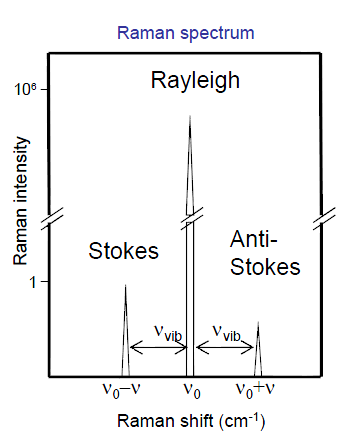 Raman spectrum
Rayleigh
10⁶
Raman intensity
Stokes
Anti-
Stokes
1
νvib
νvib
ν₀–ν
ν₀
ν₀+ν
Raman shift (cm⁻¹)